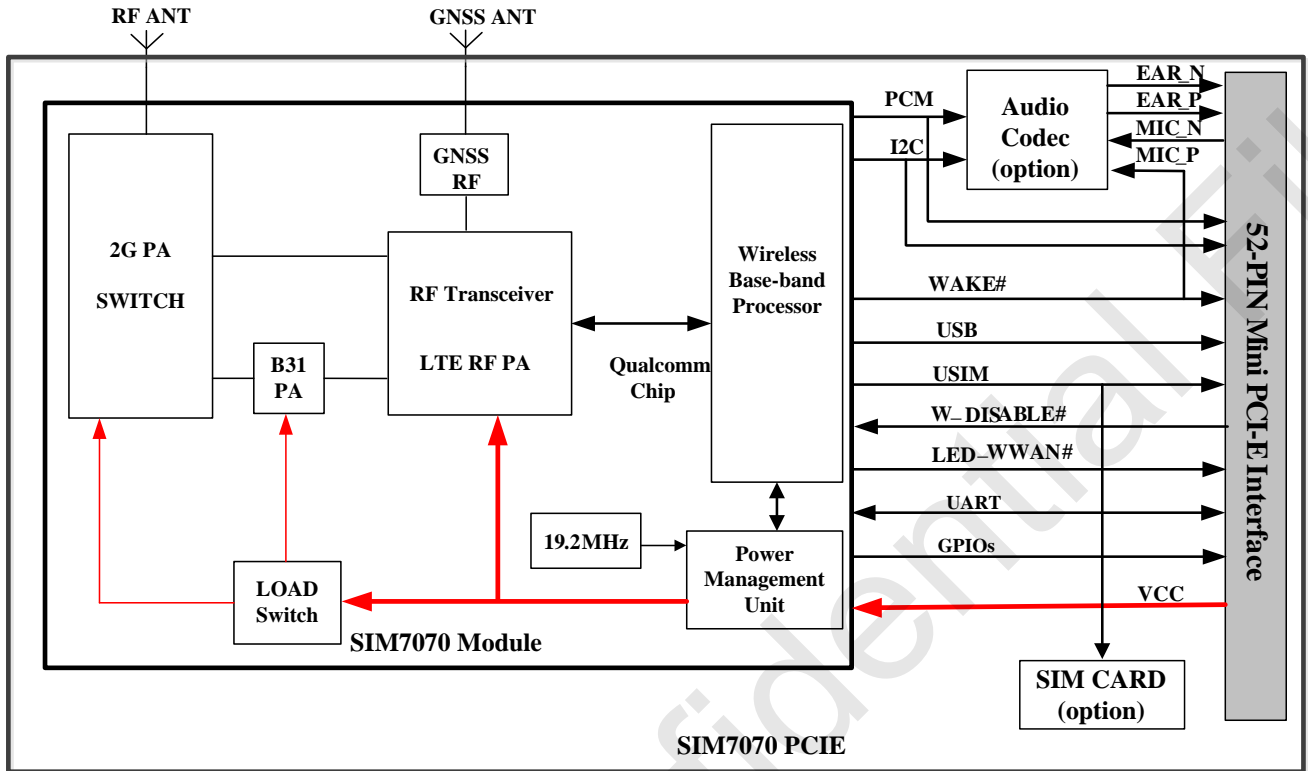 RF ANT
GNSS ANT
EAR_N
PCM
Audio
Codec
(option)
EAR_P
MIC_N
I2C
MIC_P
GNSS
RF
2G PA
SWITCH
RF Transceiver
LTE RF PA
Wireless
Base-band
Processor
WAKE#
USB
B31
PA
Qualcomm
Chip
USIM
W_DISABLE#
LED_WWAN#
UART
19.2MHz
GPIOs
Power
Management
Unit
LOAD
Switch
VCC
SIM7070 Module
52-PIN Mini PCI-E Interface
SIM CARD
(option)
SIM7070 PCIE